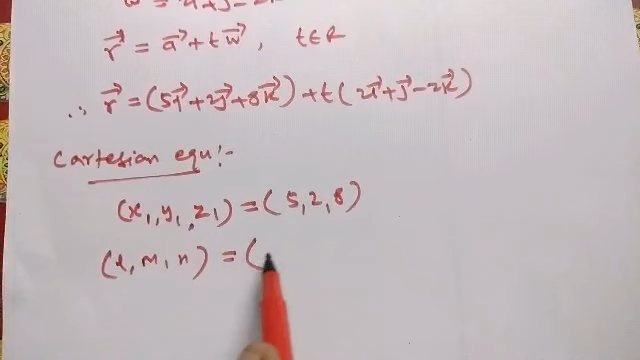 r⃗ = a⃗ + t w⃗ , t∈R
∴ r⃗ = (5i⃗+2j⃗+8k⃗) + t(2i⃗+j⃗-2k⃗)
Cartesian equ:-
(x₁,y₁,z₁) = (5,2,8)
(l,m,n) = (